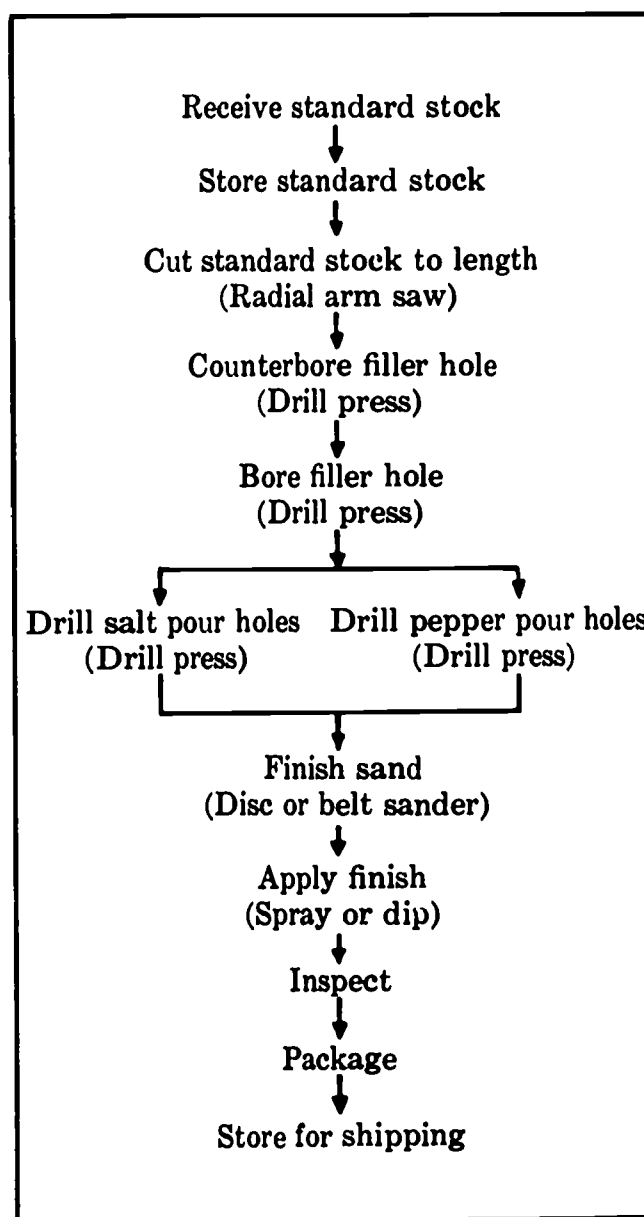 Receive standard stock
Store standard stock
Cut standard stock to length
(Radial arm saw)
Counterbore filler hole
(Drill press)
Bore filler hole
(Drill press)
Drill salt pour holes
(Drill press)
Drill pepper pour holes
(Drill press)
Finish sand
(Disc or belt sander)
Apply finish
(Spray or dip)
Inspect
Package
Store for shipping